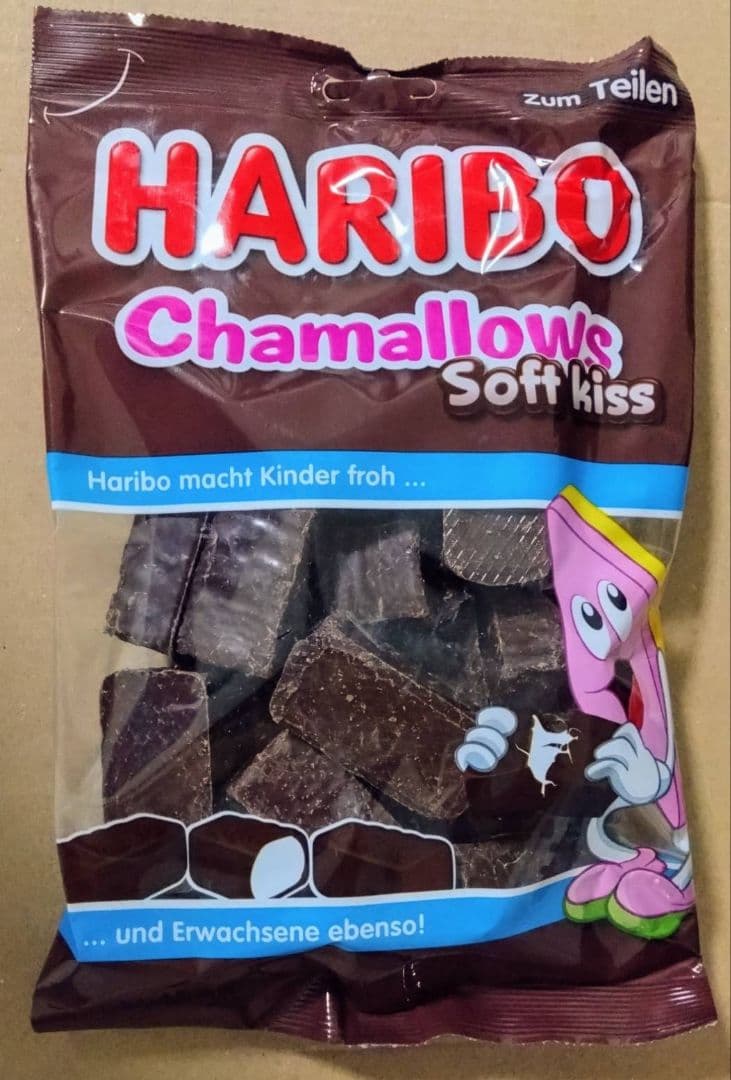 zum Teilen
HARIBO
Chamallows
Soft kiss
Haribo macht Kinder froh ...
... und Erwachsene ebenso!